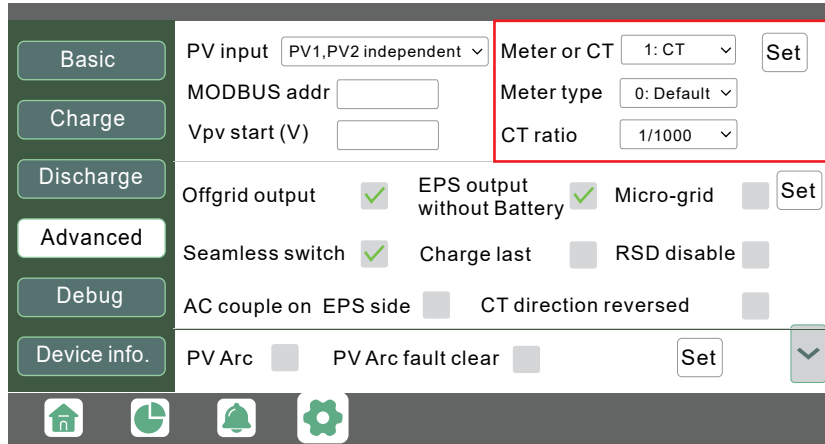 Basic
Charge
Discharge
Advanced
Debug
Device info.
PV input PV1,PV2 independent
MODBUS addr
Vpv start (V)
Meter or CT 1: CT Set
Meter type 0: Default
CT ratio 1/1000
Offgrid output EPS output without Battery Micro-grid Set
Seamless switch Charge last RSD disable
AC couple on EPS side CT direction reversed
PV Arc PV Arc fault clear Set